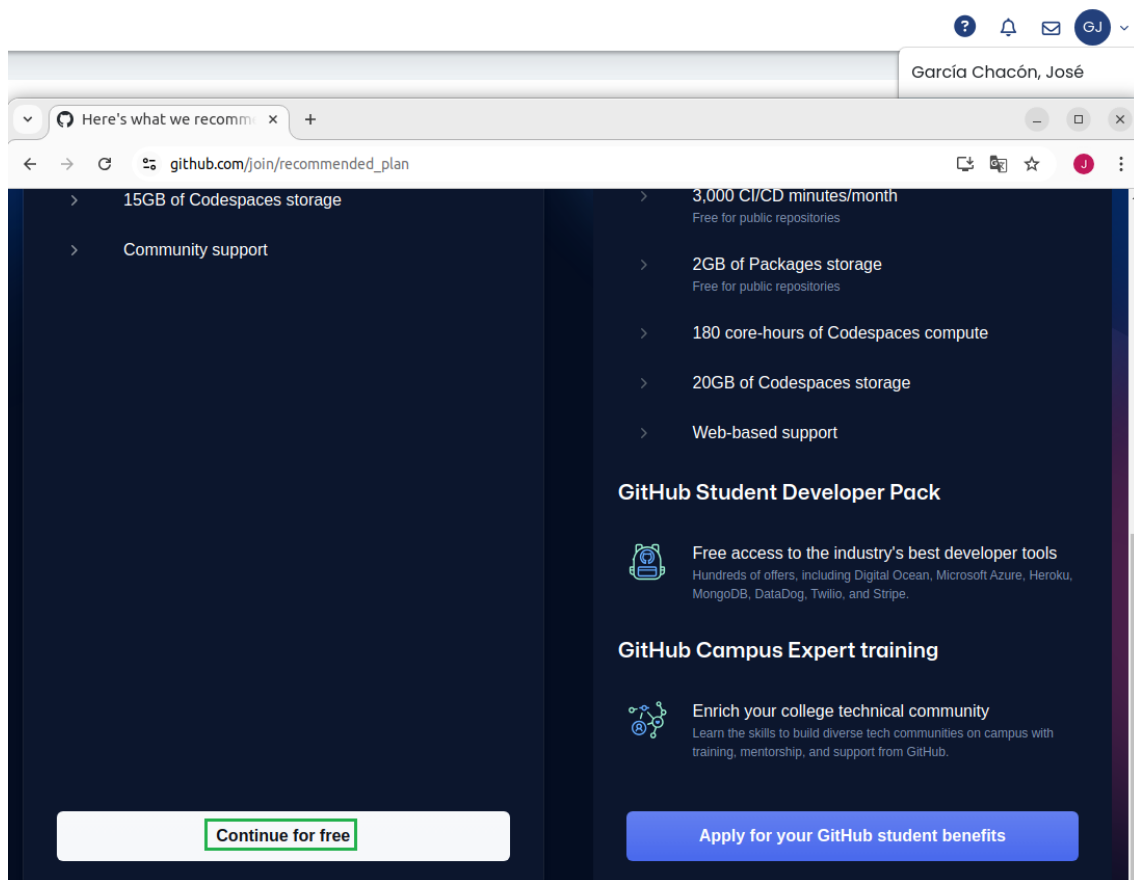 GJ
García Chacón, José
Here's what we recomm
github.com/join/recommended_plan
J
15GB of Codespaces storage
Community support
3,000 CI/CD minutes/month
Free for public repositories
2GB of Packages storage
Free for public repositories
180 core-hours of Codespaces compute
20GB of Codespaces storage
Web-based support
GitHub Student Developer Pack
Free access to the industry's best developer tools
Hundreds of offers, including Digital Ocean, Microsoft Azure, Heroku,
MongoDB, DataDog, Twilio, and Stripe.
GitHub Campus Expert training
Enrich your college technical community
Learn the skills to build diverse tech communities on campus with
training, mentorship, and support from GitHub.
Continue for free
Apply for your GitHub student benefits